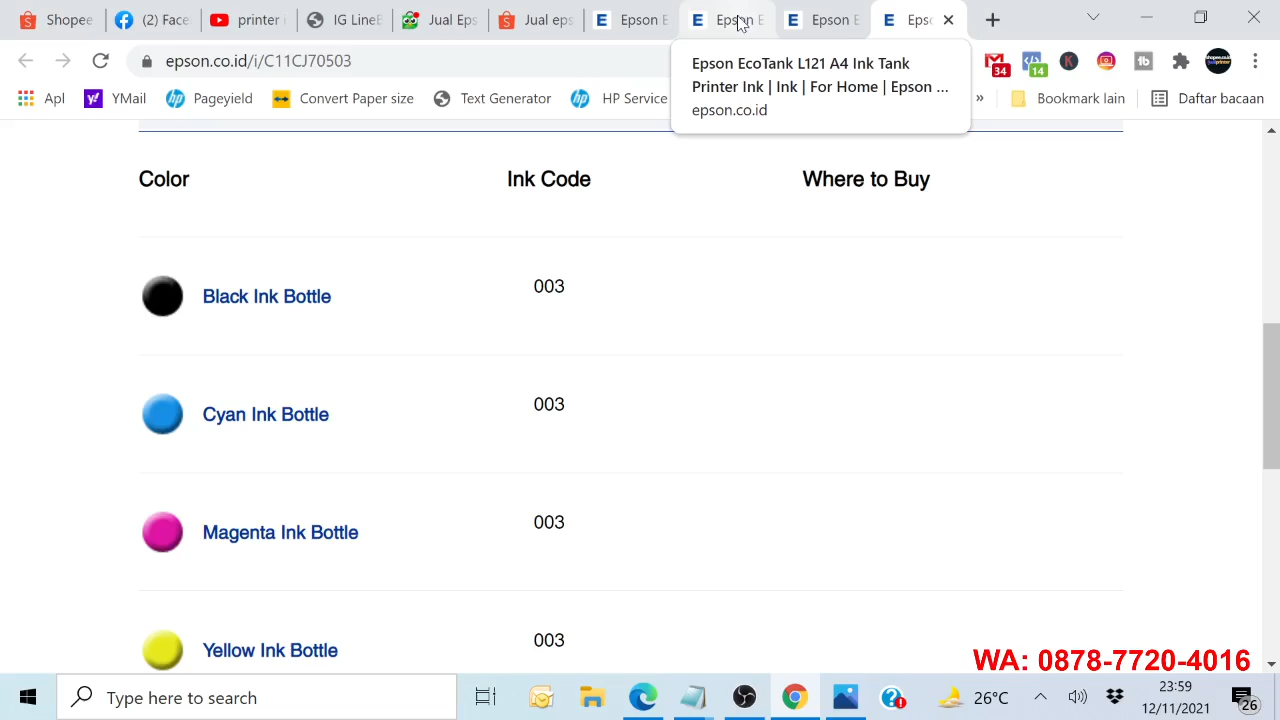 Shopee
(2) Face
printer
IG LineE
Jual Eps
Jual eps
Epson E
Epson E
Epson E
Epso
epson.co.id/i/C11CJ70503
34
14
Apl
YMail
Pageyield
Convert Paper size
Text Generator
HP Service
»
Bookmark lain
Daftar bacaan
Epson EcoTank L121 A4 Ink Tank
Printer Ink | Ink | For Home | Epson ...
epson.co.id
Color
Ink Code
Where to Buy
Black Ink Bottle
003
Cyan Ink Bottle
003
Magenta Ink Bottle
003
Yellow Ink Bottle
003
WA: 0878-7720-4016
Type here to search
26°C
23:59
12/11/2021
26